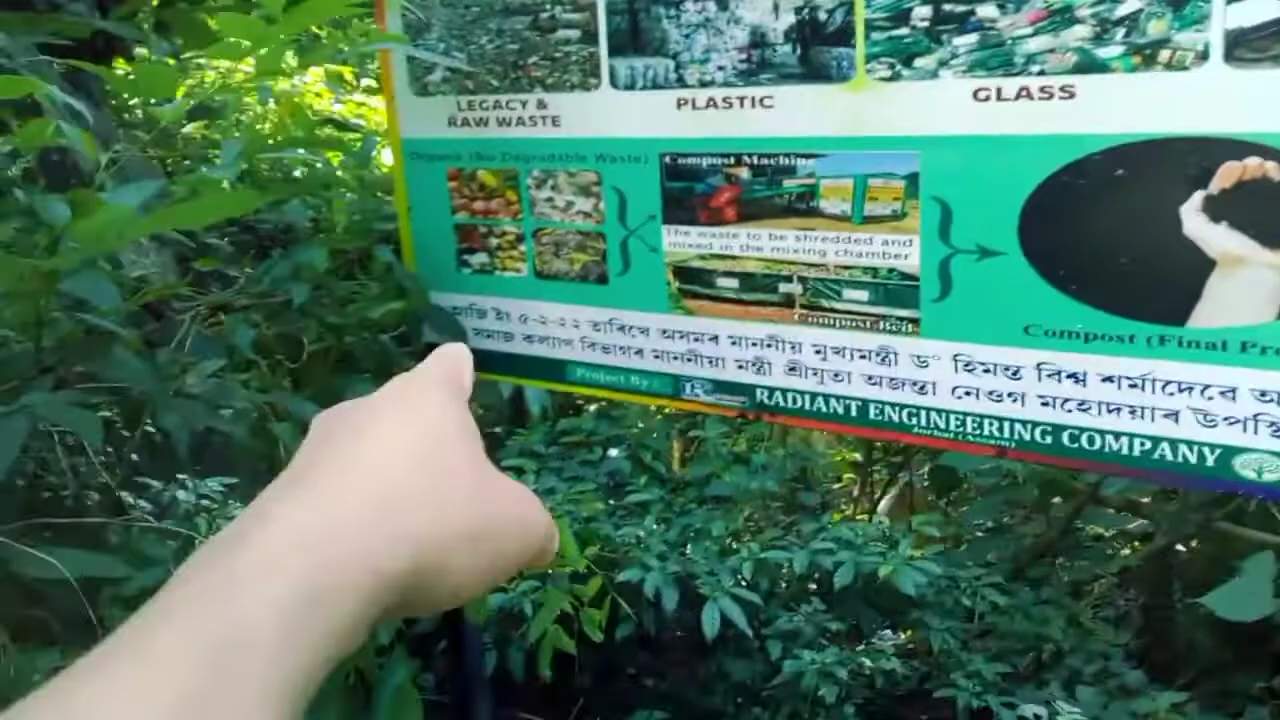 LEGACY &
RAW WASTE
PLASTIC
GLASS
Organic (Bio Degradable Waste)
Compost Machine
The waste to be shredded and
mixed in the mixing chamber
Compost Belt
Compost (Final Pro
আজি ইং ৫-২-২২ তাৰিখে অসমৰ মাননীয় মুখ্যমন্ত্ৰী ড° হিমন্ত বিশ্ব শৰ্মাদেৱে অ
সমাজ কল্যাণ বিভাগৰ মাননীয়া মন্ত্ৰী শ্ৰীযুতা অজন্তা নেওগ মহোদয়াৰ উপস্থি
Project By :
RADIANT ENGINEERING COMPANY
Jorhat (Assam)